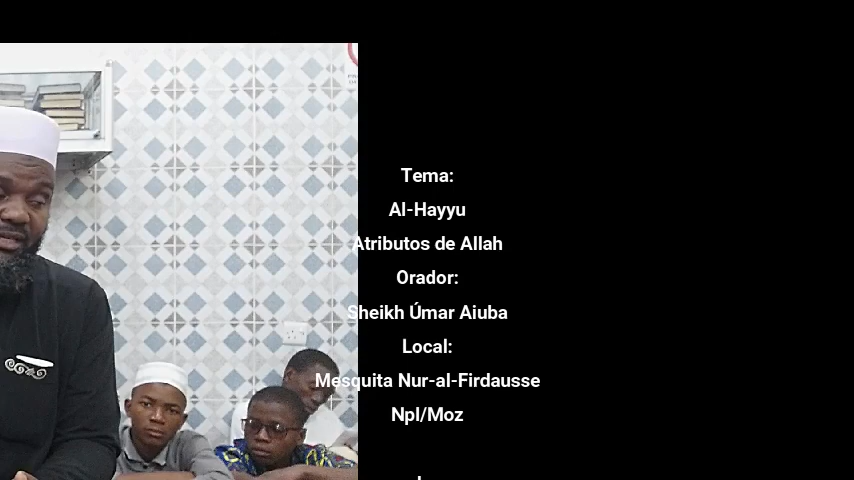 Tema:
Al-Hayyu
Atributos de Allah
Orador:
Sheikh Úmar Aiuba
Local:
Mesquita Nur-al-Firdausse
Npl/Moz